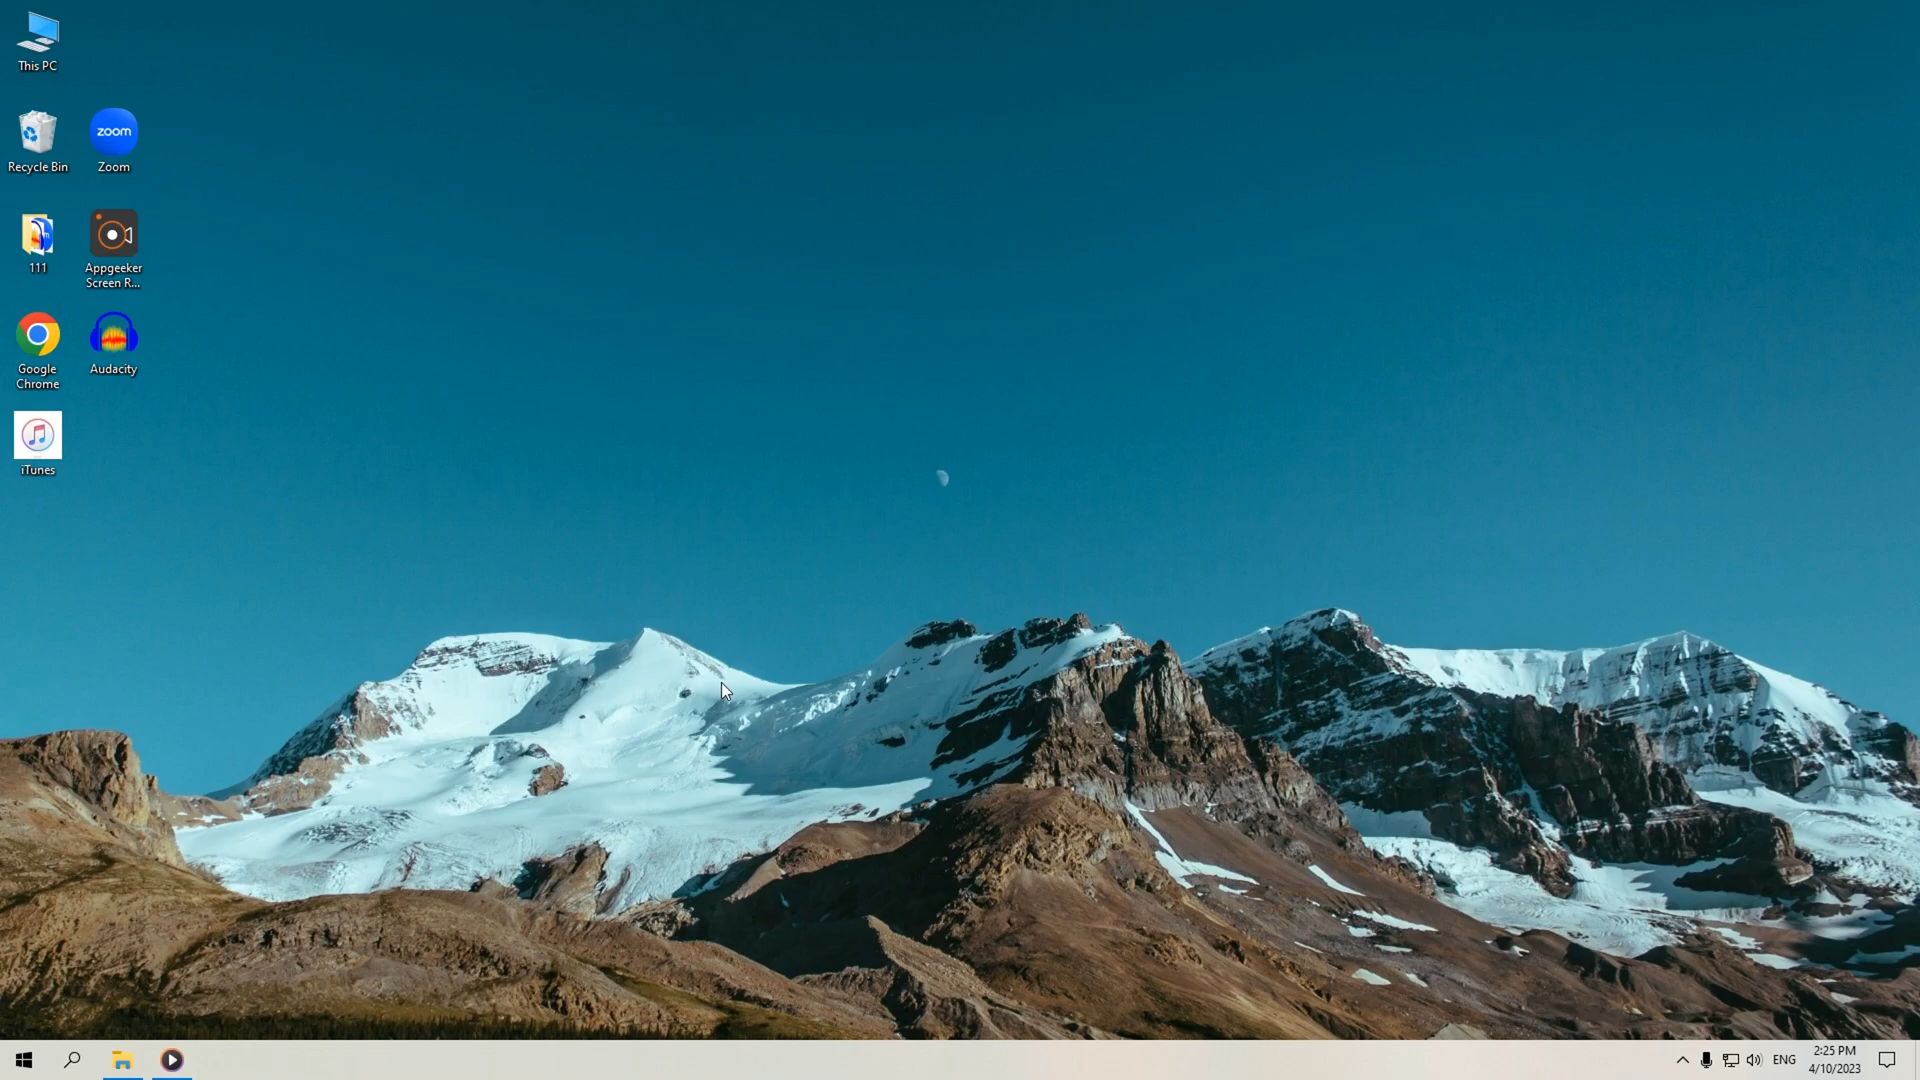 This PC
Recycle Bin
zoom
Zoom
111
Appgeeker
Screen R...
Google
Chrome
Audacity
iTunes
ENG
2:25 PM
4/10/2023